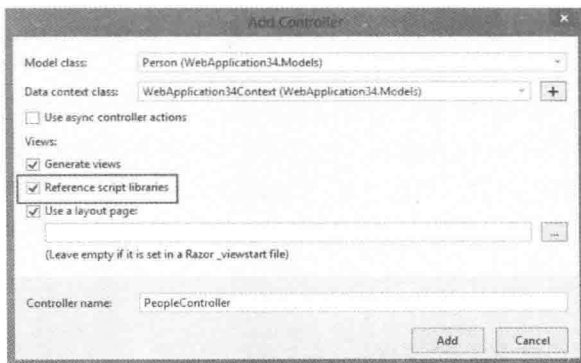 Add Controller
Model class: Person (WebApplication34.Models)
Data context class: WebApplication34Context (WebApplication34.Models) +
Use async controller actions
Views:
Generate views
Reference script libraries
Use a layout page:
...
(Leave empty if it is set in a Razor _viewstart file)
Controller name: PeopleController
Add Cancel